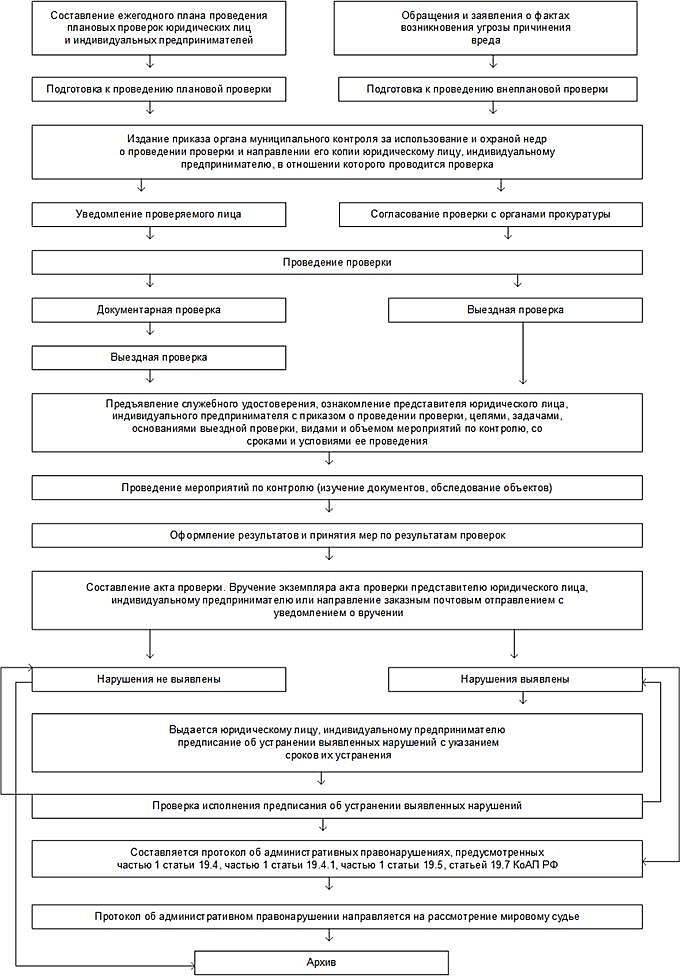 Составление ежегодного плана проведения
плановых проверок юридических лиц
и индивидуальных предпринимателей
Обращения и заявления о фактах
возникновения угрозы причинения
вреда
Подготовка к проведению плановой проверки
Подготовка к проведению внеплановой проверки
Издание приказа органа муниципального контроля за использование и охраной недр
о проведении проверки и направлении его копии юридическому лицу, индивидуальному
предпринимателю, в отношении которого проводится проверка
Уведомление проверяемого лица
Согласование проверки с органами прокуратуры
Проведение проверки
Документарная проверка
Выездная проверка
Выездная проверка
Предъявление служебного удостоверения, ознакомление представителя юридического лица,
индивидуального предпринимателя с приказом о проведении проверки, целями, задачами,
основаниями выездной проверки, видами и объемом мероприятий по контролю, со
сроками и условиями ее проведения
Проведение мероприятий по контролю (изучение документов, обследование объектов)
Оформление результатов и принятия мер по результатам проверок
Составление акта проверки. Вручение экземпляра акта проверки представителю юридического лица,
индивидуальному предпринимателю или направление заказным почтовым отправлением с
уведомлением о вручении
Нарушения не выявлены
Нарушения выявлены
Выдается юридическому лицу, индивидуальному предпринимателю
предписание об устранении выявленных нарушений с указанием
сроков их устранения
Проверка исполнения предписания об устранении выявленных нарушений
Составляется протокол об административных правонарушениях, предусмотренных
частью 1 статьи 19.4, частью 1 статьи 19.4.1, частью 1 статьи 19.5, статьей 19.7 КоАП РФ
Протокол об административном правонарушении направляется на рассмотрение мировому судье
Архив